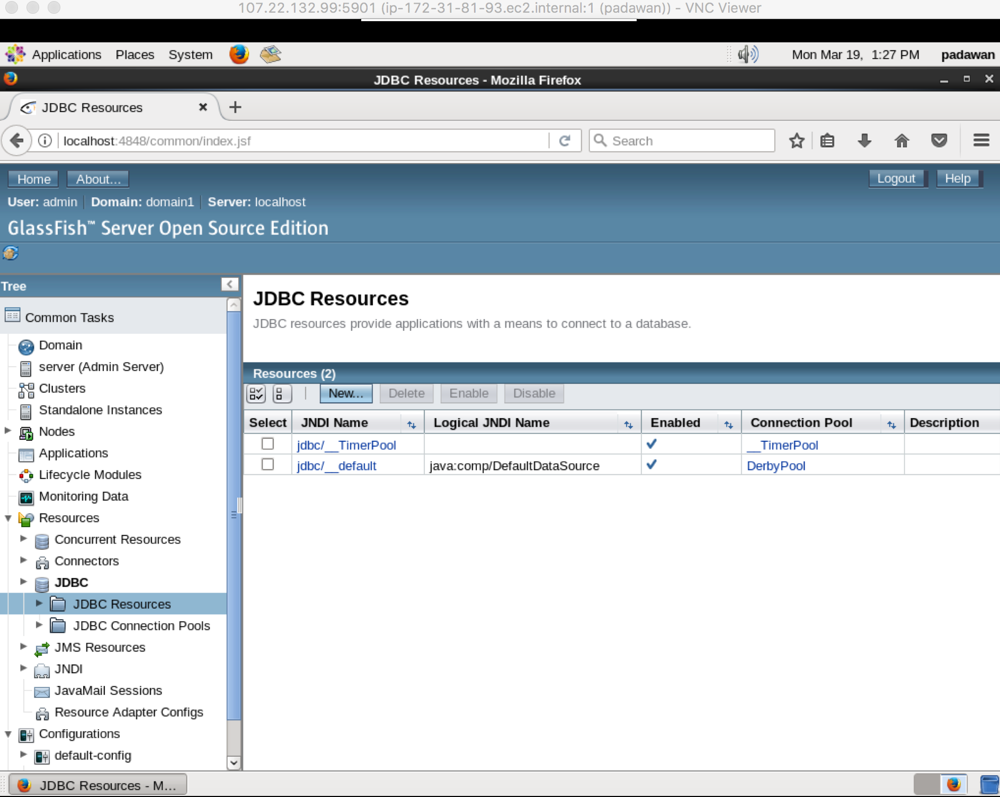 107.22.132.99:5901 (ip-172-31-81-93.ec2.internal:1 (padawan)) - VNC Viewer
Applications Places System Mon Mar 19, 1:27 PM padawan
JDBC Resources - Mozilla Firefox
JDBC Resources
localhost:4848/common/index.jsf Search
Home About... Logout Help
User: admin Domain: domain1 Server: localhost
GlassFish™ Server Open Source Edition
Tree
Common Tasks
Domain
server (Admin Server)
Clusters
Standalone Instances
Nodes
Applications
Lifecycle Modules
Monitoring Data
Resources
Concurrent Resources
Connectors
JDBC
JDBC Resources
JDBC Connection Pools
JMS Resources
JNDI
JavaMail Sessions
Resource Adapter Configs
Configurations
default-config
JDBC Resources
JDBC resources provide applications with a means to connect to a database.
Resources (2)
New... Delete Enable Disable
Select JNDI Name Logical JNDI Name Enabled Connection Pool Description
jdbc/__TimerPool __TimerPool
jdbc/__default java:comp/DefaultDataSource DerbyPool
JDBC Resources - M...